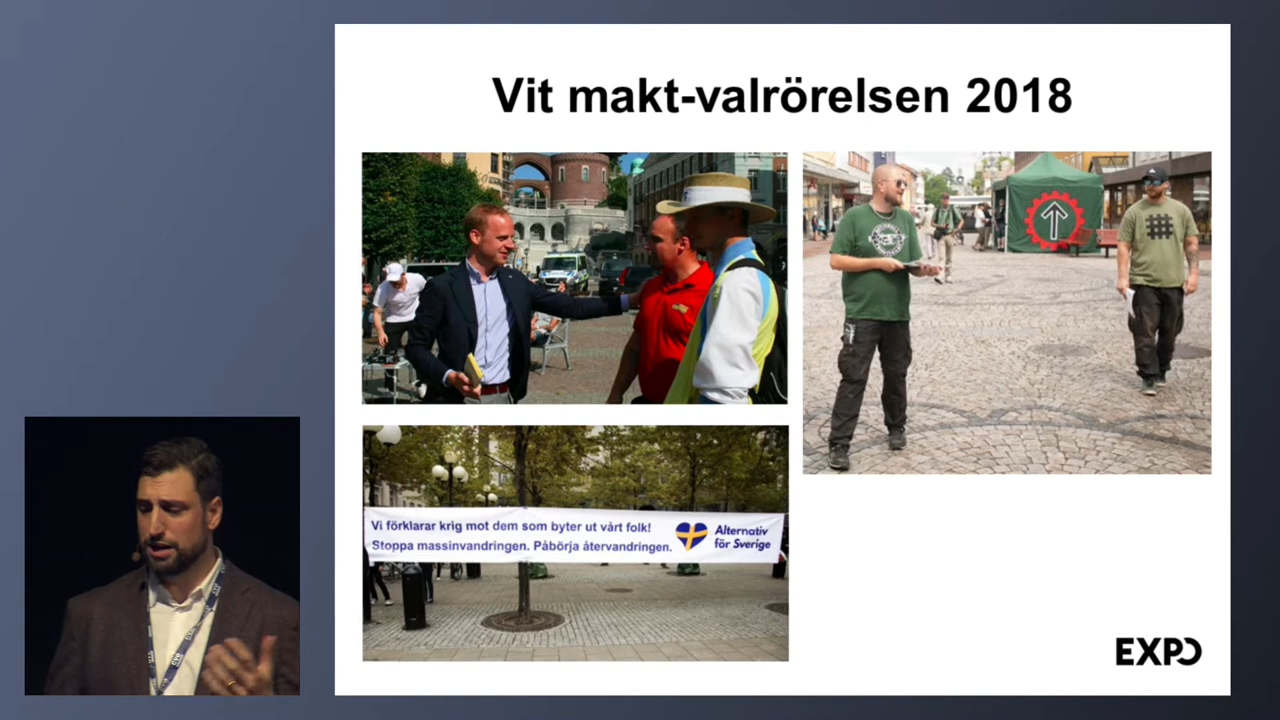 Vit makt-valrörelsen 2018
Vi förklarar krig mot dem som byter ut vårt folk!
Stoppa massinvandringen. Påbörja återvandringen.
Alternativ
för Sverige
EXPO